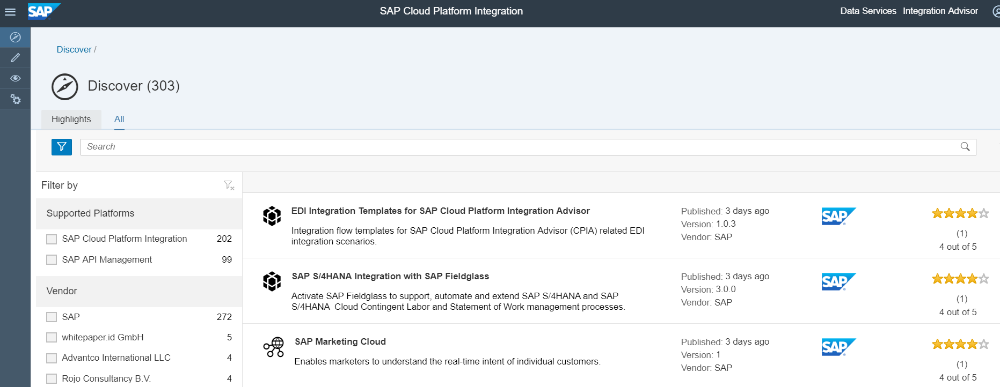 SAP
SAP Cloud Platform Integration
Data Services
Integration Advisor
Discover /
Discover (303)
Highlights
All
Search
Filter by
Supported Platforms
SAP Cloud Platform Integration 202
SAP API Management 99
Vendor
SAP 272
whitepaper.id GmbH 5
Advantco International LLC 4
Rojo Consultancy B.V. 4
EDI Integration Templates for SAP Cloud Platform Integration Advisor
Integration flow templates for SAP Cloud Platform Integration Advisor (CPIA) related EDI
integration scenarios.
Published: 3 days ago
Version: 1.0.3
Vendor: SAP
SAP
(1)
4 out of 5
SAP S/4HANA Integration with SAP Fieldglass
Activate SAP Fieldglass to support, automate and extend SAP S/4HANA and SAP
S/4HANA  Cloud Contingent Labor and Statement of Work management processes.
Published: 3 days ago
Version: 3.0.0
Vendor: SAP
SAP
(1)
4 out of 5
SAP Marketing Cloud
Enables marketers to understand the real-time intent of individual customers.
Published: 3 days ago
Version: 1
Vendor: SAP
SAP
(1)
4 out of 5